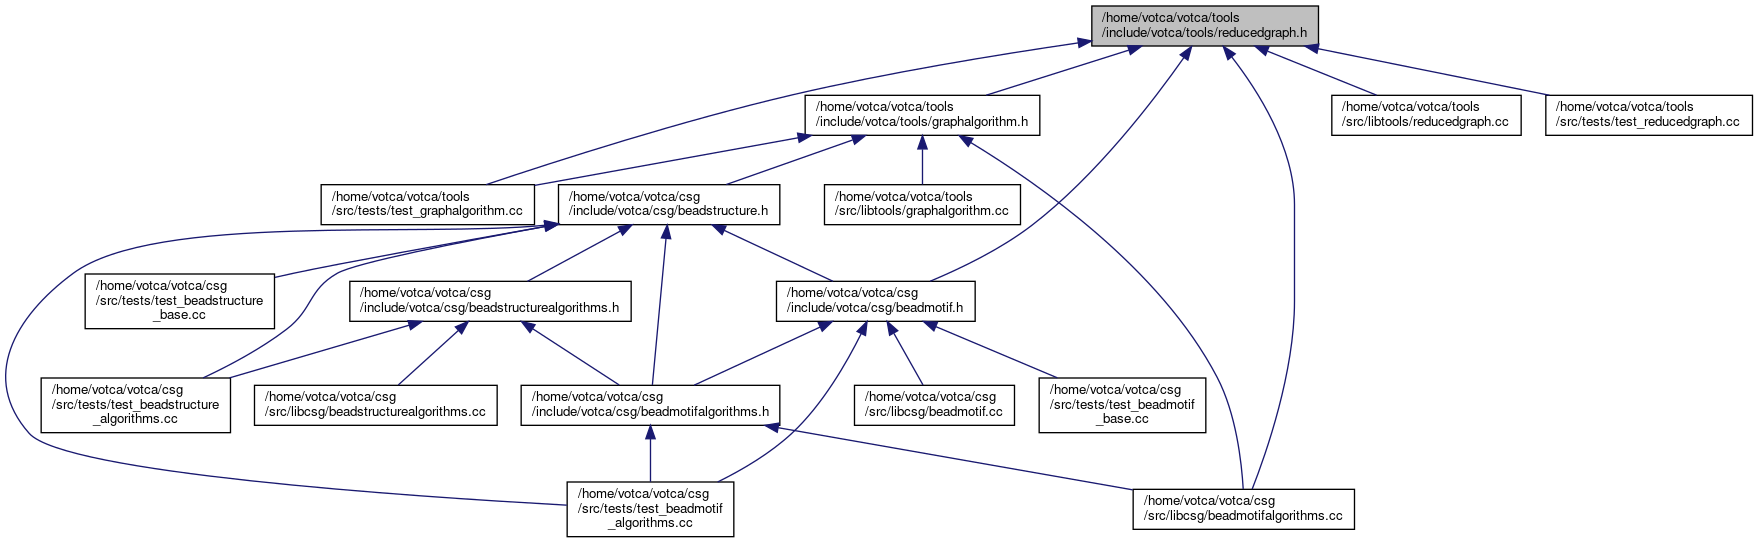 /home/votca/votca/tools
/include/votca/tools/reducedgraph.h
/home/votca/votca/tools
/include/votca/tools/graphalgorithm.h
/home/votca/votca/tools
/src/libtools/reducedgraph.cc
/home/votca/votca/tools
/src/tests/test_reducedgraph.cc
/home/votca/votca/tools
/src/tests/test_graphalgorithm.cc
/home/votca/votca/csg
/include/votca/csg/beadstructure.h
/home/votca/votca/tools
/src/libtools/graphalgorithm.cc
/home/votca/votca/csg
/src/tests/test_beadstructure
_base.cc
/home/votca/votca/csg
/include/votca/csg/beadstructurealgorithms.h
/home/votca/votca/csg
/include/votca/csg/beadmotif.h
/home/votca/votca/csg
/src/tests/test_beadstructure
_algorithms.cc
/home/votca/votca/csg
/src/libcsg/beadstructurealgorithms.cc
/home/votca/votca/csg
/include/votca/csg/beadmotifalgorithms.h
/home/votca/votca/csg
/src/libcsg/beadmotif.cc
/home/votca/votca/csg
/src/tests/test_beadmotif
_base.cc
/home/votca/votca/csg
/src/tests/test_beadmotif
_algorithms.cc
/home/votca/votca/csg
/src/libcsg/beadmotifalgorithms.cc